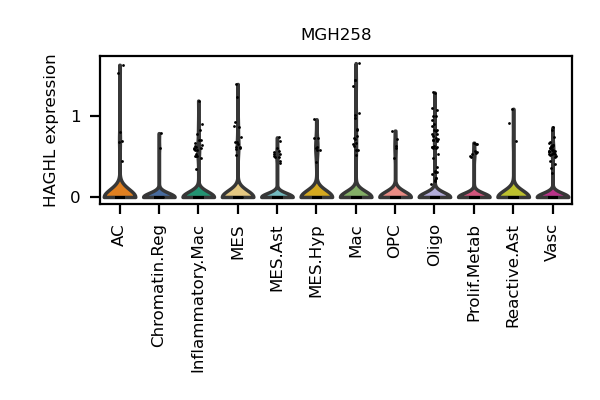 MGH258
HAGHL expression
1
0
AC
Chromatin.Reg
Inflammatory.Mac
MES
MES.Ast
MES.Hyp
Mac
OPC
Oligo
Prolif.Metab
Reactive.Ast
Vasc